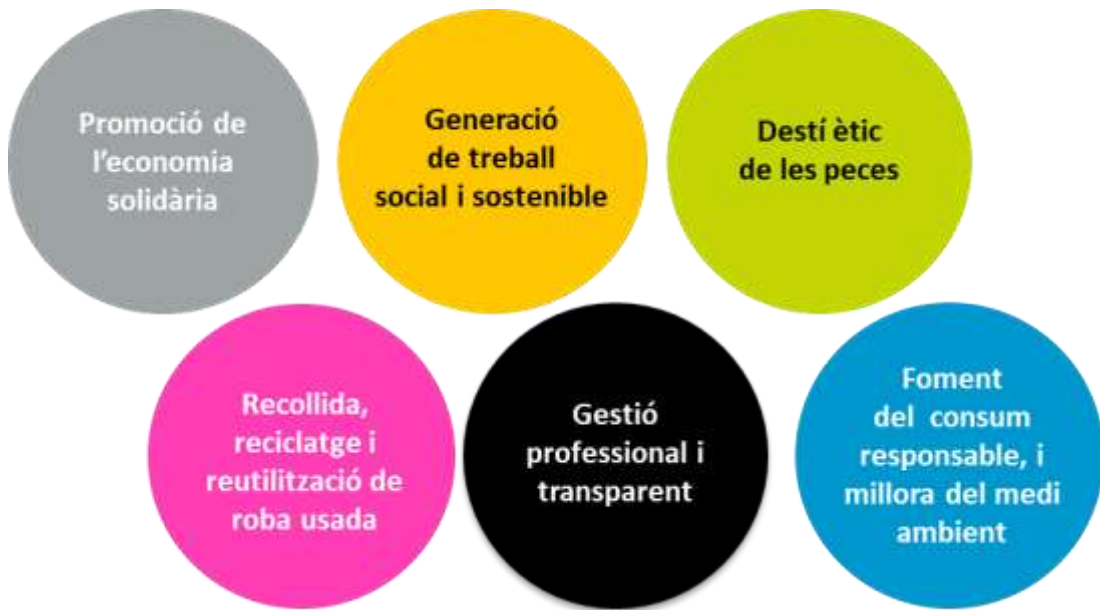 Promoció de
l'economia
solidària
Generació
de treball
social i sostenible
Destí ètic
de les peces
Recollida,
reciclatge i
reutilització de
roba usada
Gestió
professional i
transparent
Foment
del consum
responsable, i
millora del medi
ambient